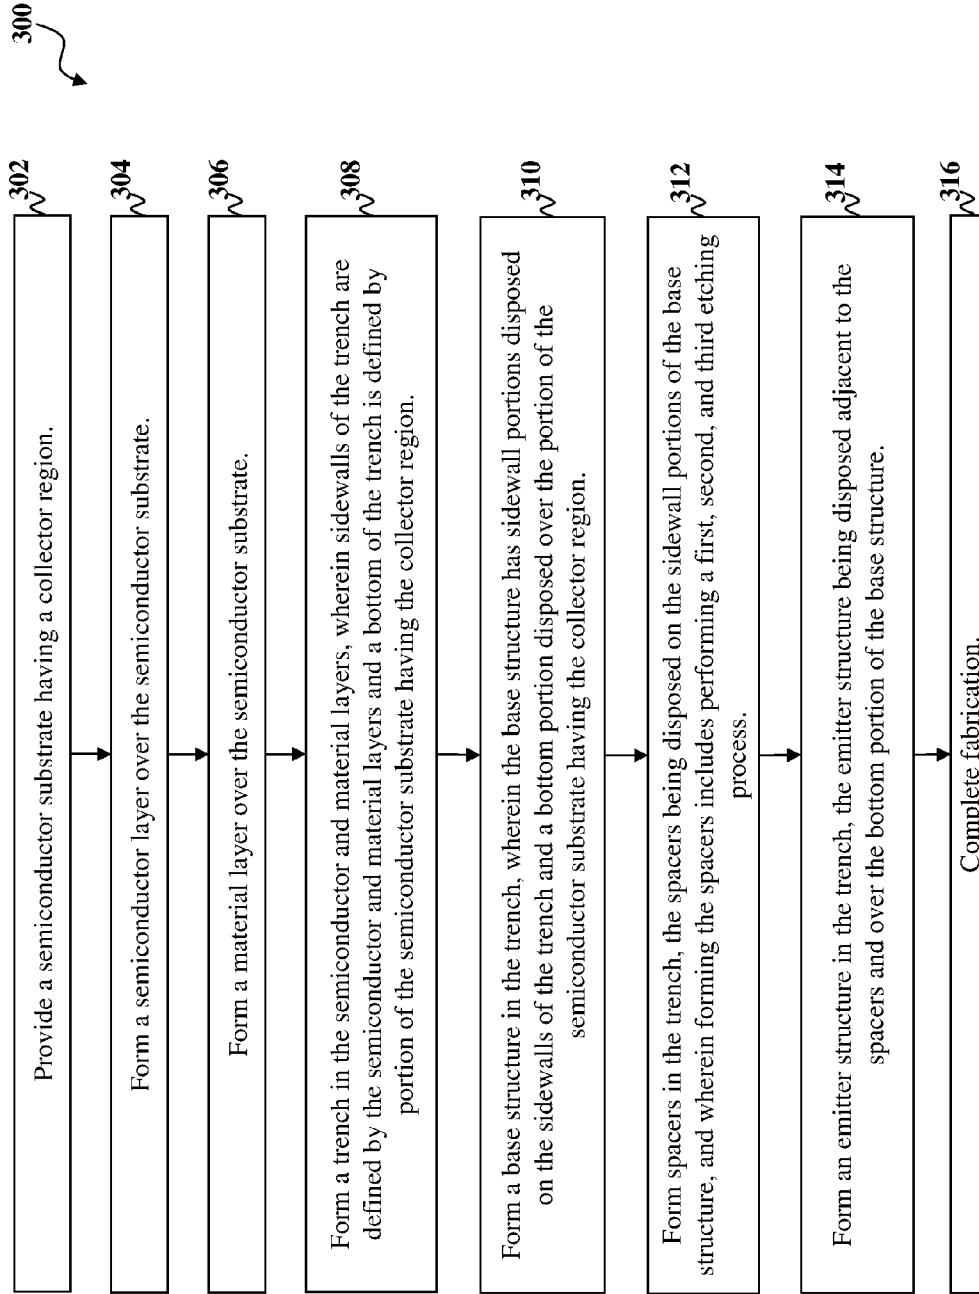 300
302
Provide a semiconductor substrate having a collector region.
304
Form a semiconductor layer over the semiconductor substrate.
306
Form a material layer over the semiconductor substrate.
308
Form a trench in the semiconductor and material layers, wherein sidewalls of the trench are
defined by the semiconductor and material layers and a bottom of the trench is defined by
portion of the semiconductor substrate having the collector region.
310
Form a base structure in the trench, wherein the base structure has sidewall portions disposed
on the sidewalls of the trench and a bottom portion disposed over the portion of the
semiconductor substrate having the collector region.
312
Form spacers in the trench, the spacers being disposed on the sidewall portions of the base
structure, and wherein forming the spacers includes performing a first, second, and third etching
process.
314
Form an emitter structure in the trench, the emitter structure being disposed adjacent to the
spacers and over the bottom portion of the base structure.
316
Complete fabrication.